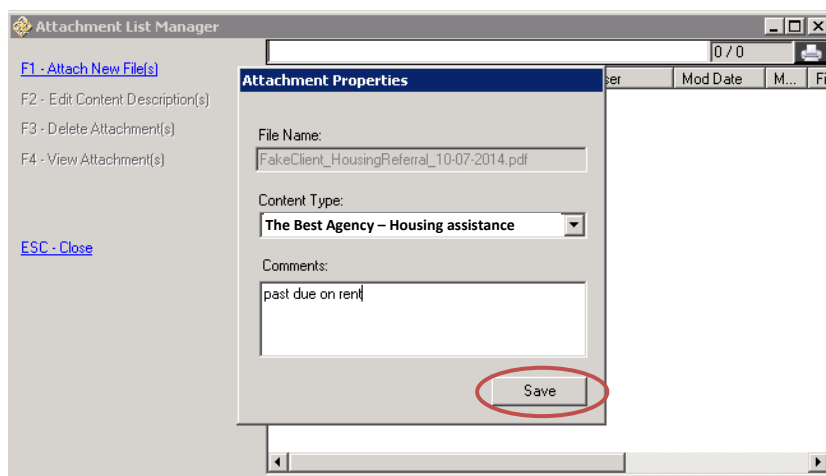 Attachment List Manager
0 / 0
F1 - Attach New File(s)
Attachment Properties
ser
Mod Date
M...
Fi
F2 - Edit Content Description(s)
F3 - Delete Attachment(s)
File Name:
F4 - View Attachment(s)
FakeClient_HousingReferral_10-07-2014.pdf
Content Type:
The Best Agency – Housing assistance
ESC - Close
Comments:
past due on rent
Save